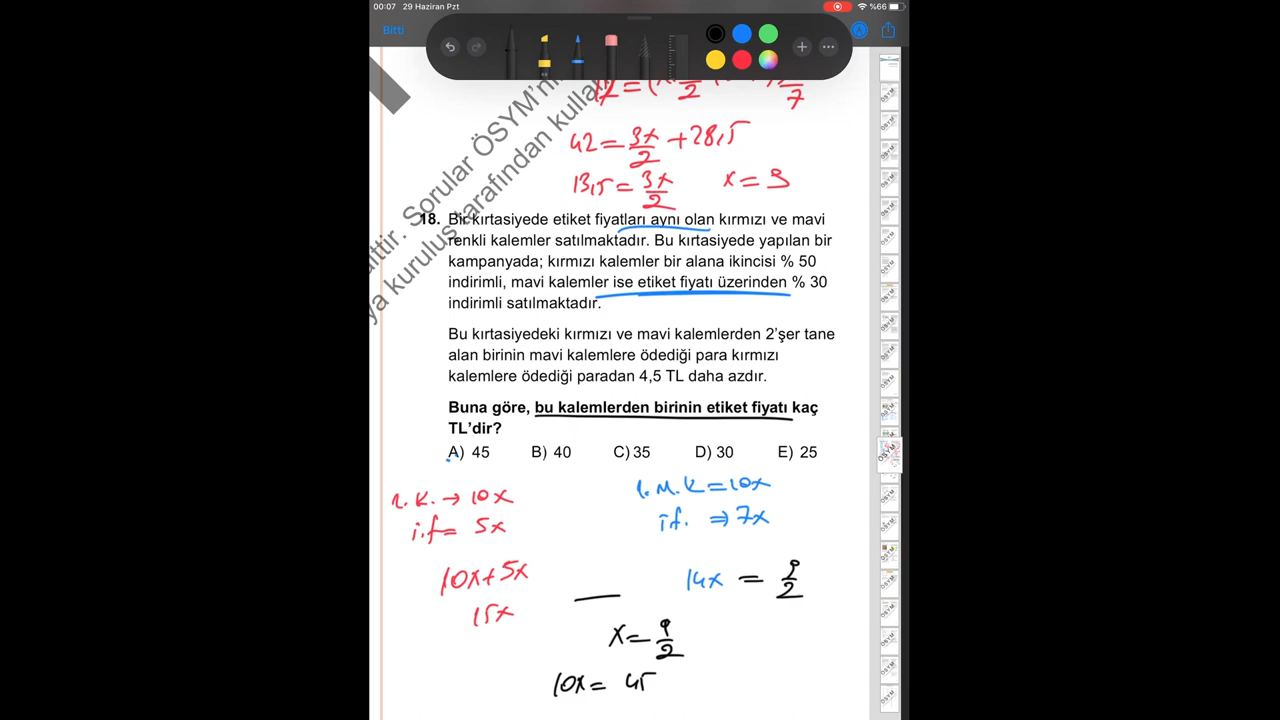 00:07 29 Haziran Pzt
%66
Bitti
7
42 = 3x/2 + 28,5
13,5 = 3x/2 x = 9
18. Bir kırtasiyede etiket fiyatları aynı olan kırmızı ve mavi
renkli kalemler satılmaktadır. Bu kırtasiyede yapılan bir
kampanyada; kırmızı kalemler bir alana ikincisi % 50
indirimli, mavi kalemler ise etiket fiyatı üzerinden % 30
indirimli satılmaktadır.
Bu kırtasiyedeki kırmızı ve mavi kalemlerden 2'şer tane
alan birinin mavi kalemlere ödediği para kırmızı
kalemlere ödediği paradan 4,5 TL daha azdır.
Buna göre, bu kalemlerden birinin etiket fiyatı kaç
TL'dir?
A) 45 B) 40 C) 35 D) 30 E) 25
1. K. → 10x 1. M. K = 10x
i.f = 5x i.f. ⇒ 7x
10x+5x
15x — 14x = 9/2
x = 9/2
10x = 45
Sorular ÖSYM'nin
ya kuruluş tarafından kullan
ÖSYM